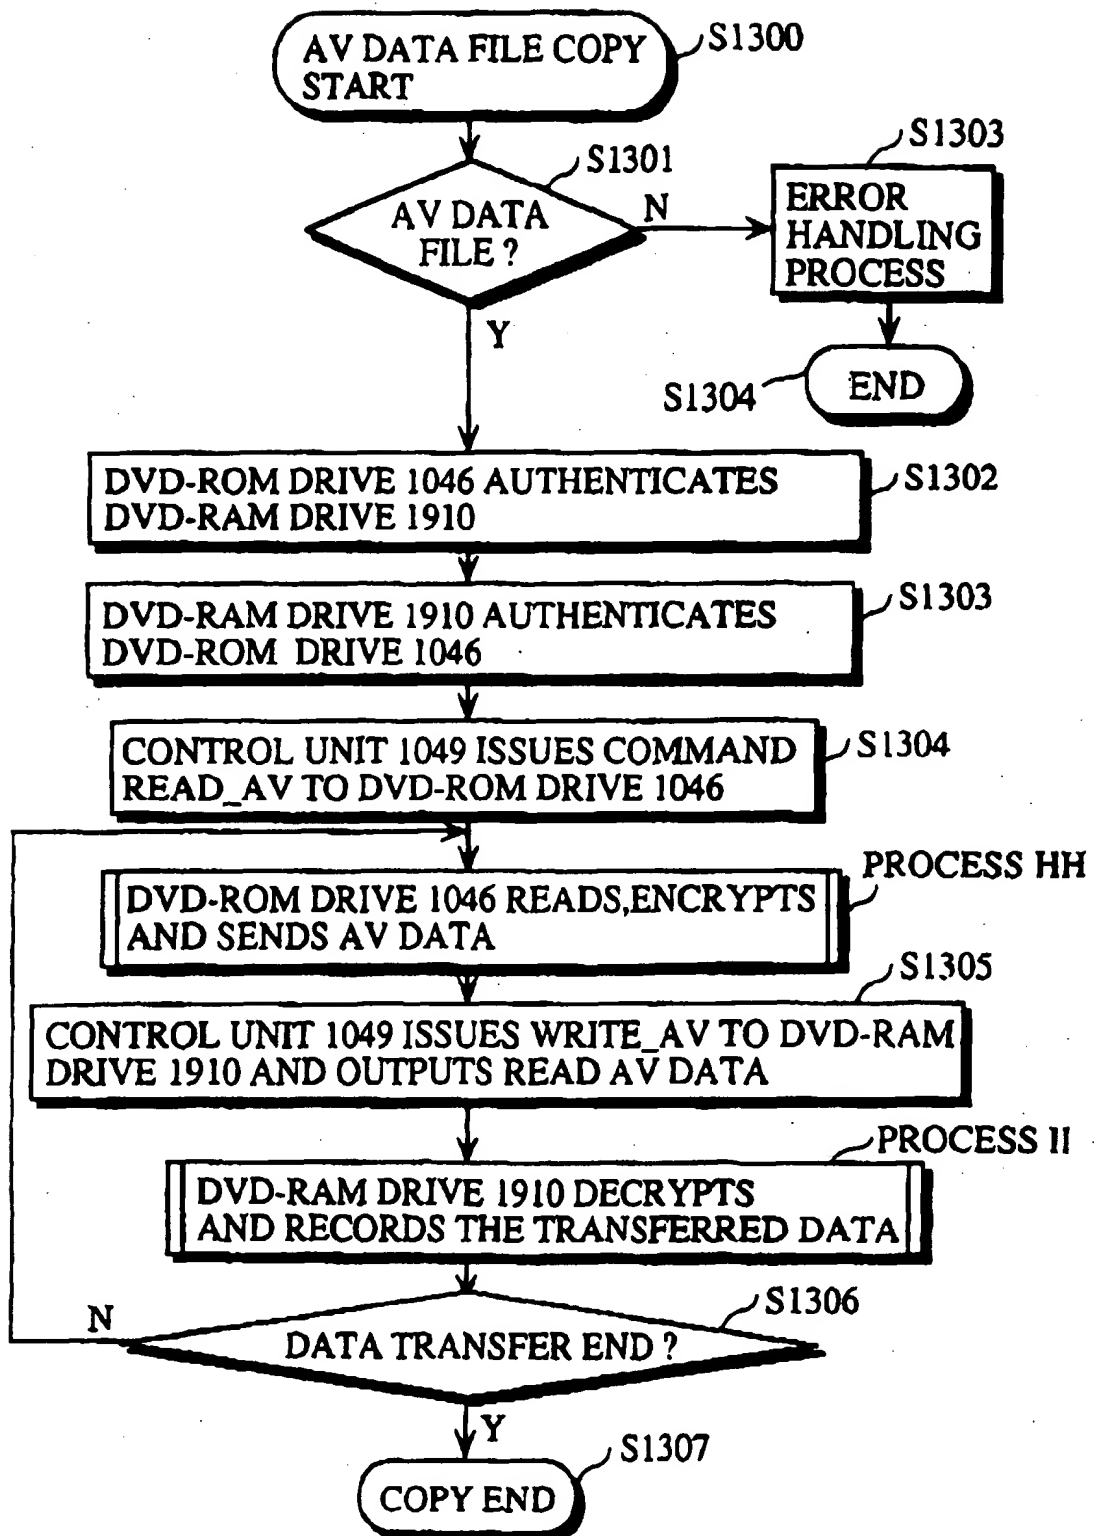 AV DATA FILE COPY
START
S1300
S1301
AV DATA
FILE ?
N
S1303
ERROR
HANDLING
PROCESS
Y
S1304
END
DVD-ROM DRIVE 1046 AUTHENTICATES
DVD-RAM DRIVE 1910
S1302
DVD-RAM DRIVE 1910 AUTHENTICATES
DVD-ROM DRIVE 1046
S1303
CONTROL UNIT 1049 ISSUES COMMAND
READ_AV TO DVD-ROM DRIVE 1046
S1304
PROCESS HH
DVD-ROM DRIVE 1046 READS,ENCRYPTS
AND SENDS AV DATA
S1305
CONTROL UNIT 1049 ISSUES WRITE_AV TO DVD-RAM
DRIVE 1910 AND OUTPUTS READ AV DATA
PROCESS II
DVD-RAM DRIVE 1910 DECRYPTS
AND RECORDS THE TRANSFERRED DATA
S1306
N
DATA TRANSFER END ?
Y
S1307
COPY END